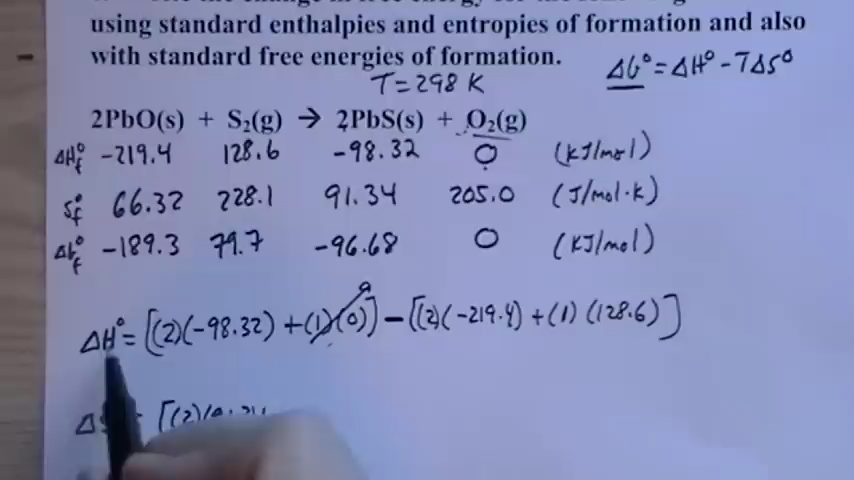 using standard enthalpies and entropies of formation and also
with standard free energies of formation.
T=298 K
ΔG°=ΔH°-TΔS°
2PbO(s) + S₂(g) → 2PbS(s) + O₂(g)
ΔH°f -219.4 128.6 -98.32 0 (kJ/mol)
S°f 66.32 228.1 91.34 205.0 (J/mol·K)
ΔG°f -189.3 79.7 -96.68 0 (kJ/mol)
ΔH°=[(2)(-98.32)+(1)(0)]-[(2)(-219.4)+(1)(128.6)]
[(2)(